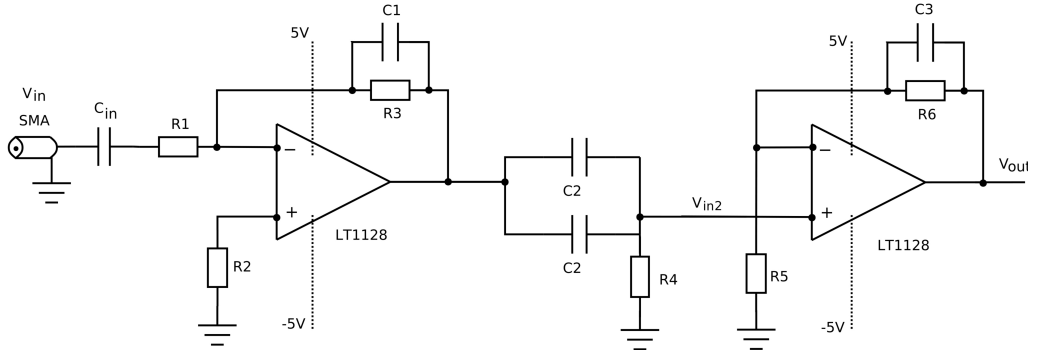 Vin
SMA
Cin
R1
5V
C1
R3
−
+
LT1128
R2
-5V
C2
C2
Vin2
R4
5V
C3
R6
−
+
LT1128
R5
-5V
Vout